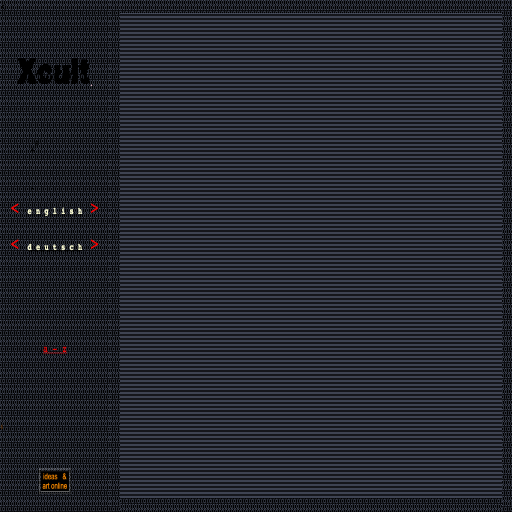 Xcult
< english >
< deutsch >
a - z
ideas &
art online